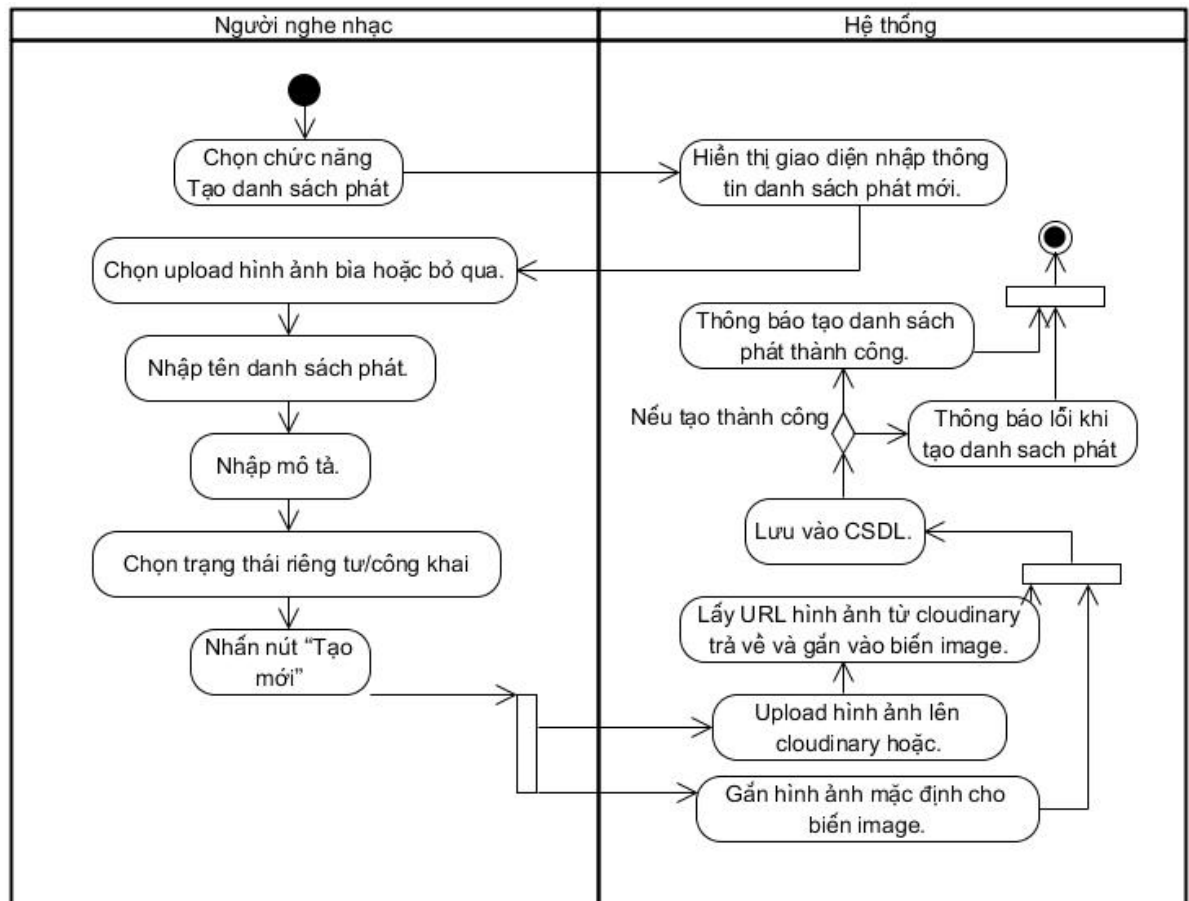 Người nghe nhạc
Hệ thống
Chọn chức năng
Tạo danh sách phát
Hiển thị giao diện nhập thông
tin danh sách phát mới.
Chọn upload hình ảnh bìa hoặc bỏ qua.
Nhập tên danh sách phát.
Nhập mô tả.
Chọn trạng thái riêng tư/công khai
Nhấn nút “Tạo
mới”
Upload hình ảnh lên
cloudinary hoặc.
Gắn hình ảnh mặc định cho
biến image.
Lấy URL hình ảnh từ cloudinary
trả về và gắn vào biến image.
Lưu vào CSDL.
Nếu tạo thành công
Thông báo tạo danh sách
phát thành công.
Thông báo lỗi khi
tạo danh sach phát